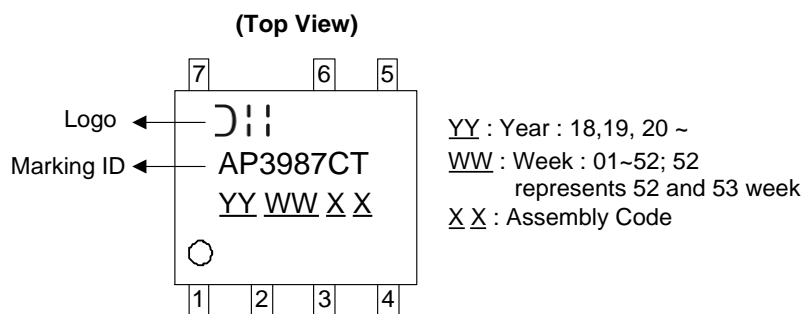 (Top View)
7 6 5
Logo
Marking ID
AP3987CT
YY WW X X
YY : Year : 18,19, 20 ~
WW : Week : 01~52; 52
represents 52 and 53 week
X X : Assembly Code
1 2 3 4